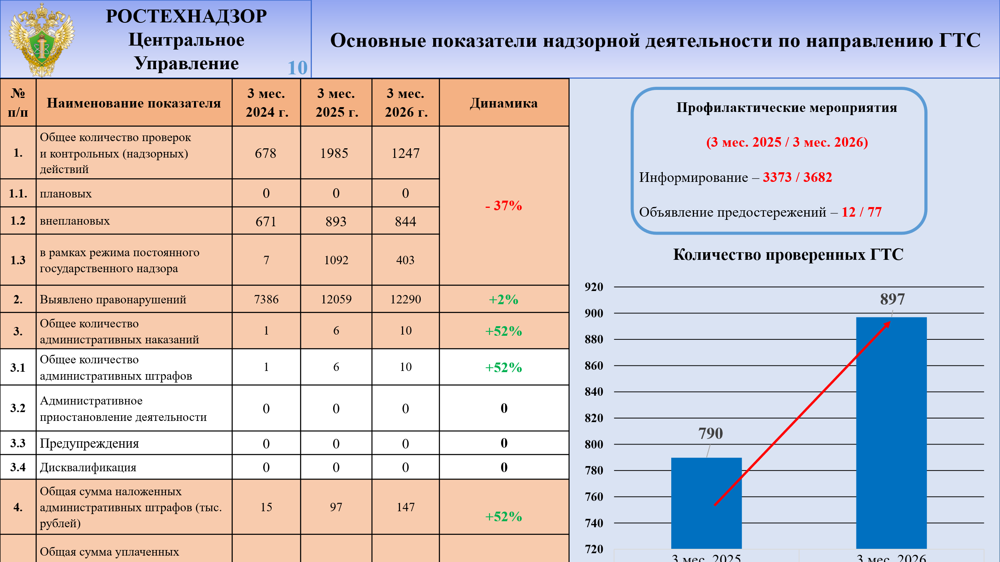 РОСТЕХНАДЗОР
Центральное
Управление
10
Основные показатели надзорной деятельности по направлению ГТС
№
п/п
Наименование показателя
3 мес.
2024 г.
3 мес.
2025 г.
3 мес.
2026 г.
Динамика
1.
Общее количество проверок
и контрольных (надзорных)
действий
678
1985
1247
- 37%
1.1.
плановых
0
0
0
1.2
внеплановых
671
893
844
1.3
в рамках режима постоянного
государственного надзора
7
1092
403
2.
Выявлено правонарушений
7386
12059
12290
+2%
3.
Общее количество
административных наказаний
1
6
10
+52%
3.1
Общее количество
административных штрафов
1
6
10
+52%
3.2
Административное
приостановление деятельности
0
0
0
0
3.3
Предупреждения
0
0
0
0
3.4
Дисквалификация
0
0
0
0
4.
Общая сумма наложенных
административных штрафов (тыс.
рублей)
15
97
147
+52%
Общая сумма уплаченных
Профилактические мероприятия
(3 мес. 2025 / 3 мес. 2026)
Информирование – 3373 / 3682
Объявление предостережений – 12 / 77
Количество проверенных ГТС
920
900
880
860
840
820
800
780
760
740
720
790
897
3 мес. 2025
3 мес. 2026